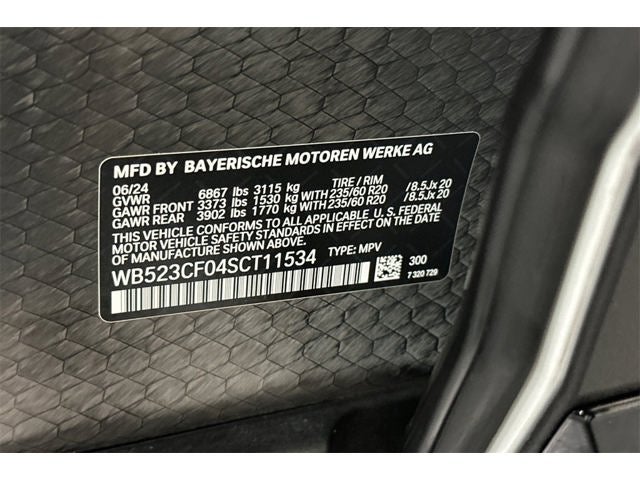 MFD BY BAYERISCHE MOTOREN WERKE AG
06/24 TIRE / RIM
GVWR 6867 lbs 3115 kg
GAWR FRONT 3373 lbs 1530 kg WITH 235/60 R20 /8.5Jx20
GAWR REAR 3902 lbs 1770 kg WITH 235/60 R20 /8.5Jx20
THIS VEHICLE CONFORMS TO ALL APPLICABLE U.S. FEDERAL
MOTOR VEHICLE SAFETY STANDARDS IN EFFECT ON THE DATE OF
MANUFACTURE SHOWN ABOVE.
WB523CF04SCT11534 TYPE: MPV
300
7 320 729